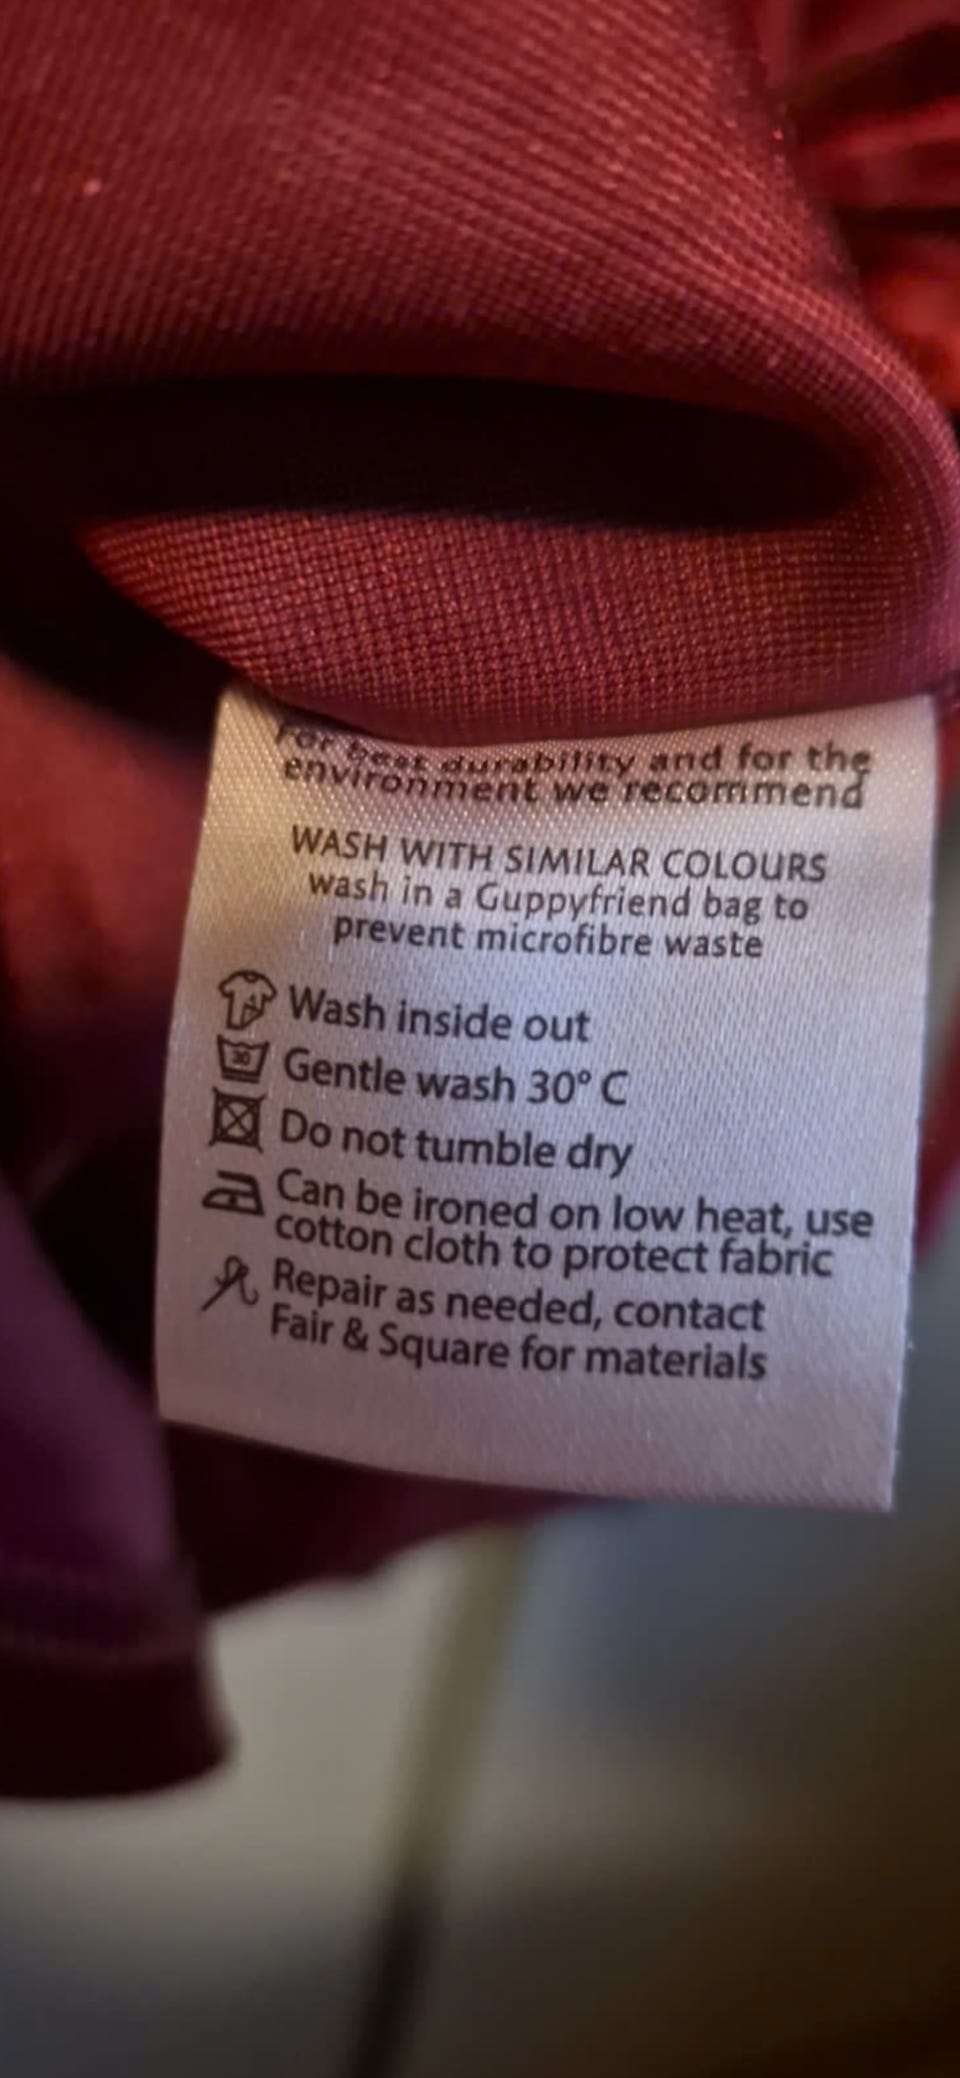 For best durability and for the
environment we recommend
WASH WITH SIMILAR COLOURS
wash in a Guppyfriend bag to
prevent microfibre waste
Wash inside out
30
Gentle wash 30° C
Do not tumble dry
Can be ironed on low heat, use
cotton cloth to protect fabric
Repair as needed, contact
Fair & Square for materials